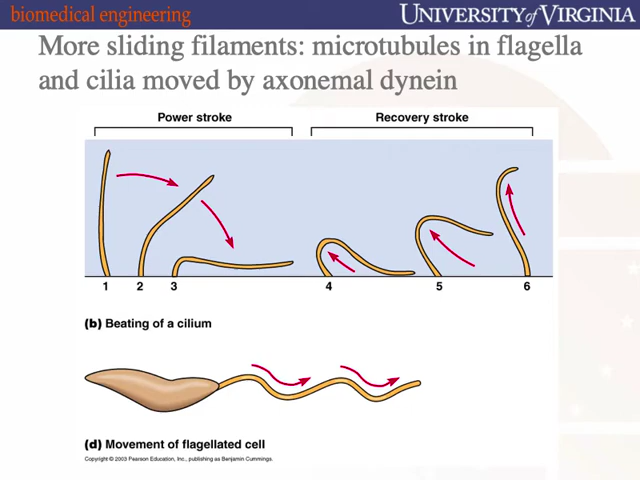 biomedical engineering
UNIVERSITY of VIRGINIA
More sliding filaments: microtubules in flagella
and cilia moved by axonemal dynein
Power stroke
Recovery stroke
1 2 3 4 5 6
(b) Beating of a cilium
(d) Movement of flagellated cell
Copyright © 2003 Pearson Education, Inc., publishing as Benjamin Cummings.